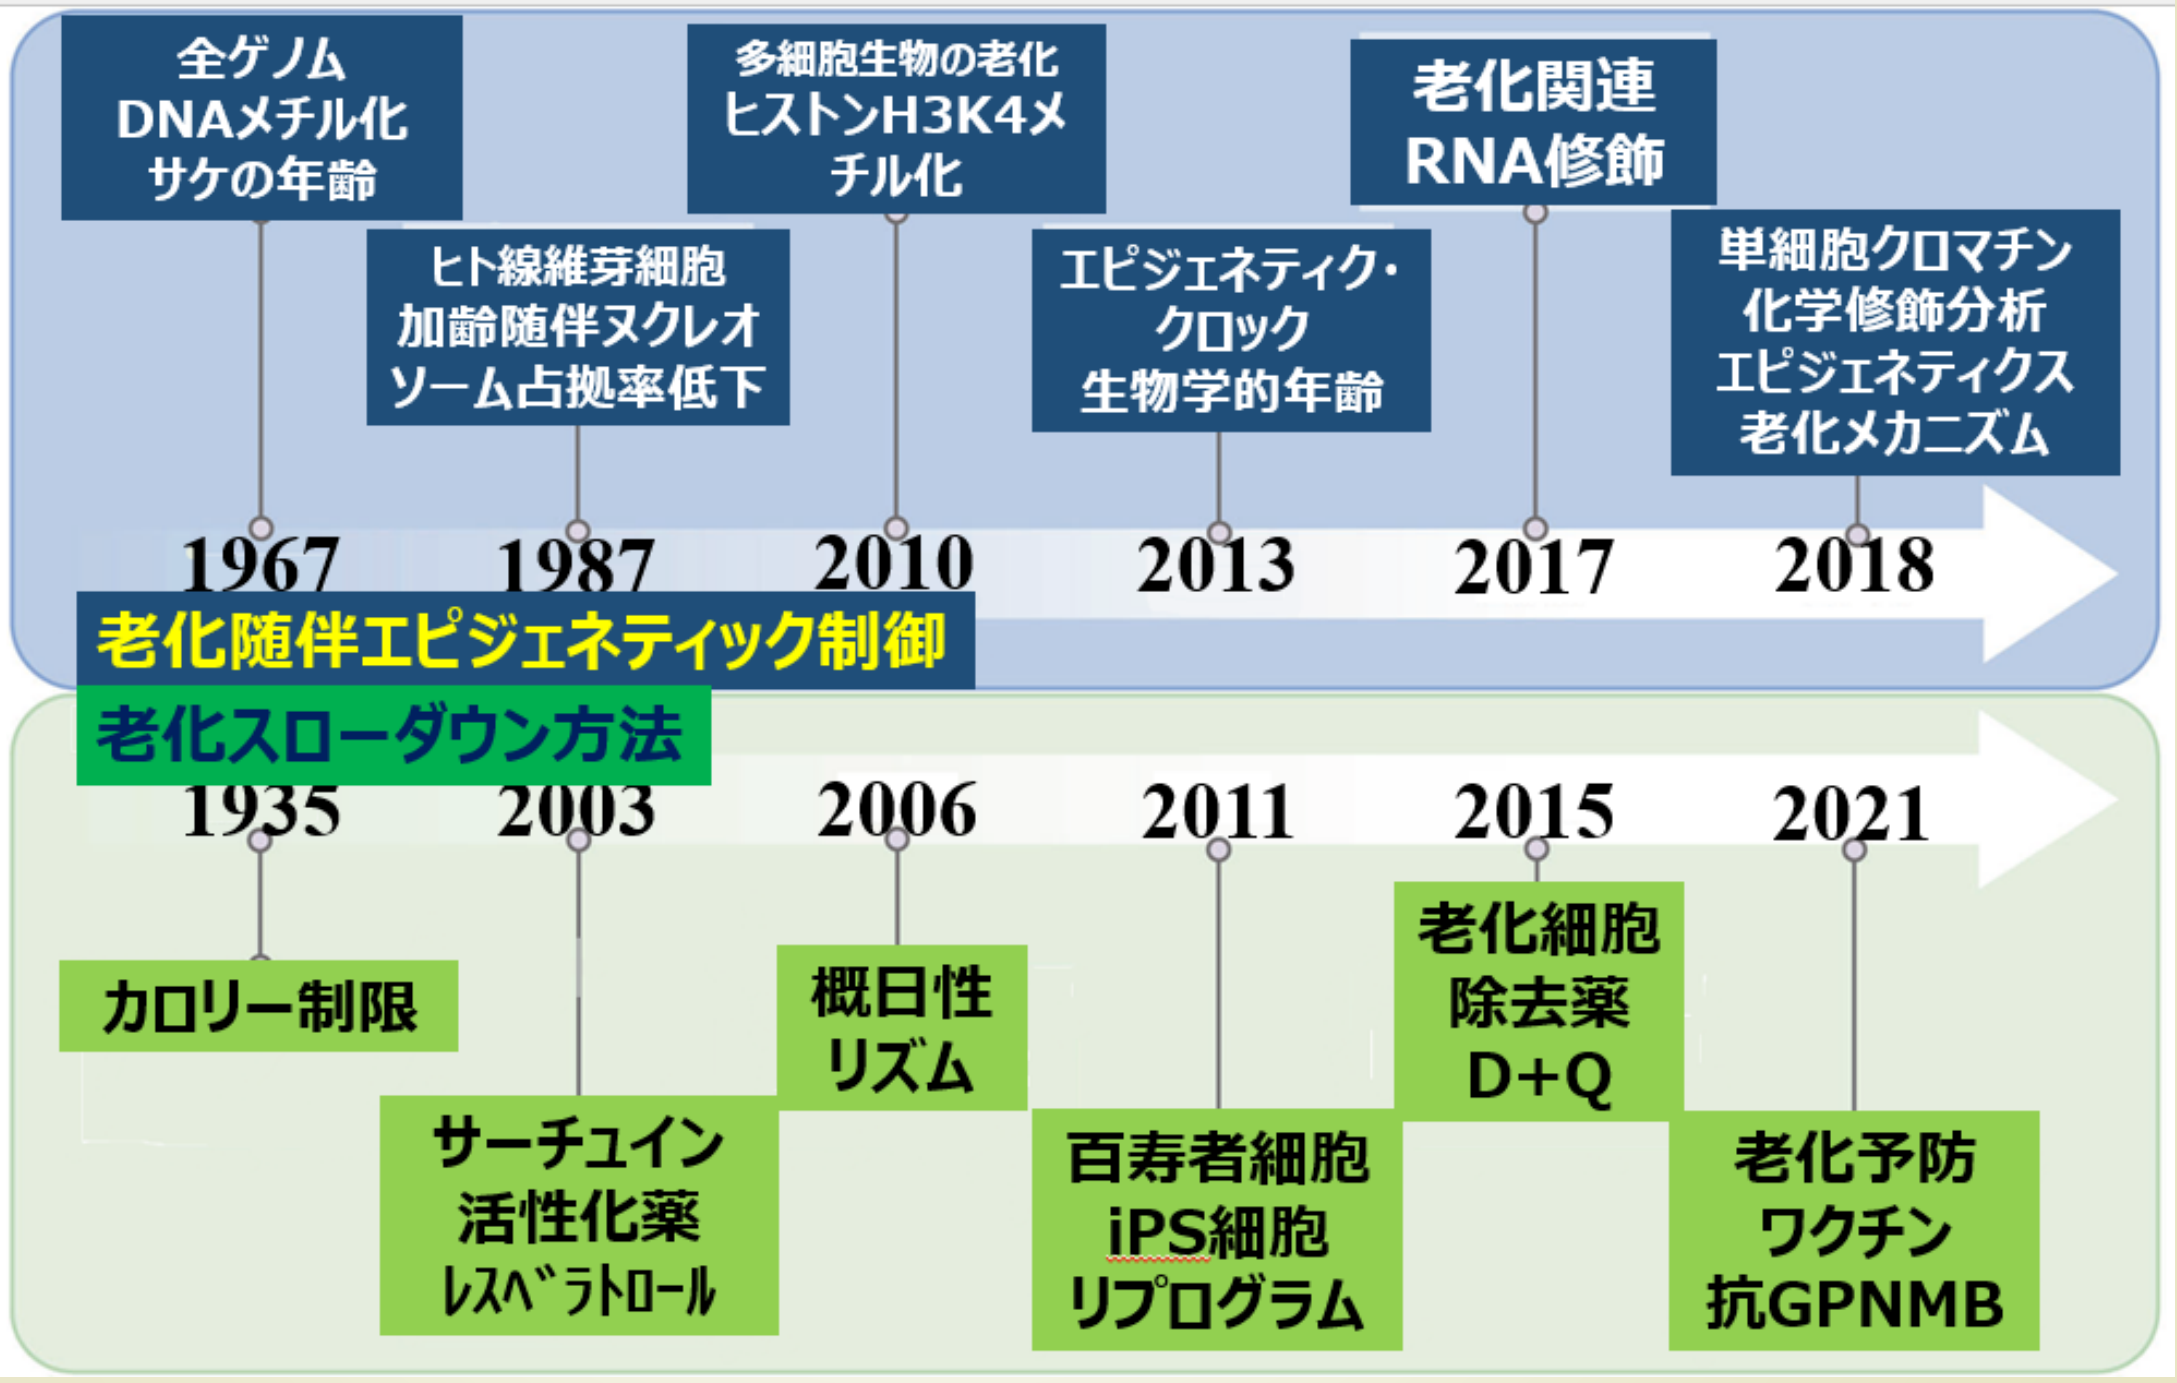 全ゲノム
DNAメチル化
サケの年齢
ヒト線維芽細胞
加齢随伴ヌクレオ
ソーム占拠率低下
多細胞生物の老化
ヒストンH3K4メ
チル化
エピジェネティク・
クロック
生物学的年齢
老化関連
RNA修飾
単細胞クロマチン
化学修飾分析
エピジェネティクス
老化メカニズム
1967
1987
2010
2013
2017
2018
老化随伴エピジェネティック制御
老化スローダウン方法
1935
2003
2006
2011
2015
2021
カロリー制限
サーチュイン
活性化薬
ﾚｽﾍﾞﾗﾄﾛｰﾙ
概日性
リズム
百寿者細胞
iPS細胞
リプログラム
老化細胞
除去薬
D+Q
老化予防
ワクチン
抗GPNMB